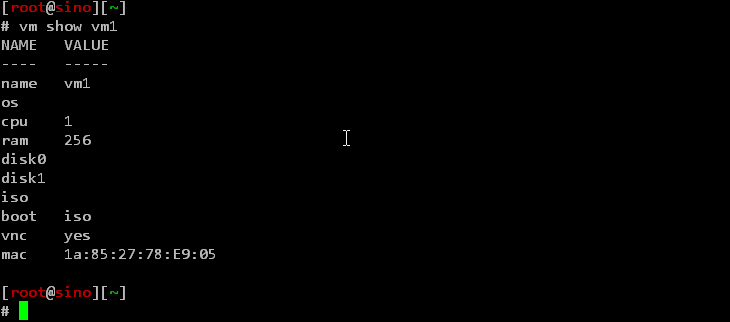 [root@sino][~]
# vm show vm1
NAME   VALUE
----   -----
name   vm1
os
cpu    1
ram    256
disk0
disk1
iso
boot   iso
vnc    yes
mac    1a:85:27:78:E9:05
[root@sino][~]
#